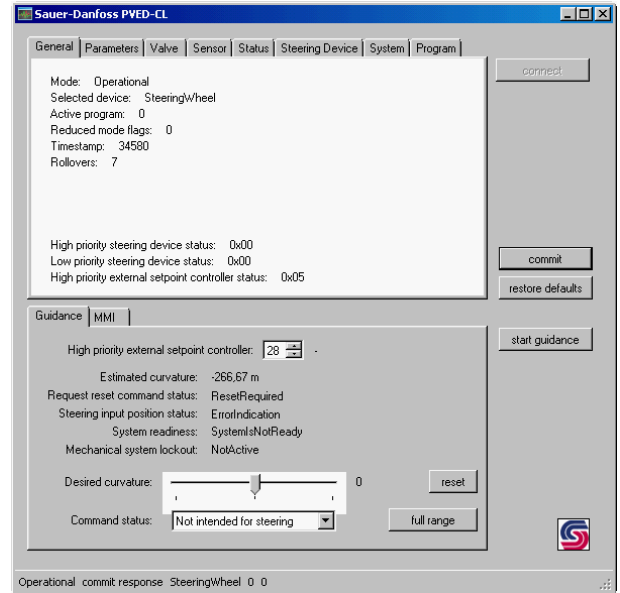 Sauer-Danfoss PVED-CL
General Parameters Valve Sensor Status Steering Device System Program
connect
Mode: Operational
Selected device: SteeringWheel
Active program: 0
Reduced mode flags: 0
Timestamp: 34580
Rollovers: 7
High priority steering device status: 0x00
Low priority steering device status: 0x00
High priority external setpoint controller status: 0x05
commit
restore defaults
Guidance MMI
start guidance
High priority external setpoint controller: 28 -
Estimated curvature: -266,67 m
Request reset command status: ResetRequired
Steering input position status: ErrorIndication
System readiness: SystemIsNotReady
Mechanical system lockout: NotActive
Desired curvature: 0 reset
Command status: Not intended for steering full range
Operational commit response SteeringWheel 0 0